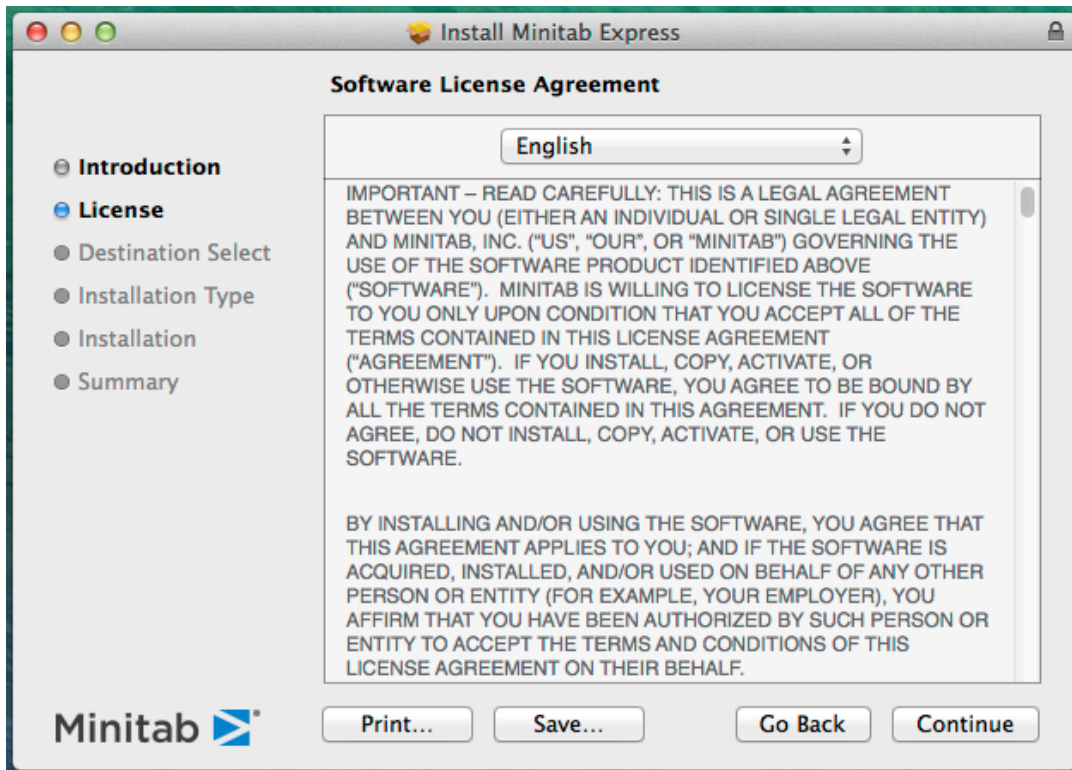 Install Minitab Express
Software License Agreement
Introduction
License
Destination Select
Installation Type
Installation
Summary
English
IMPORTANT – READ CAREFULLY: THIS IS A LEGAL AGREEMENT
BETWEEN YOU (EITHER AN INDIVIDUAL OR SINGLE LEGAL ENTITY)
AND MINITAB, INC. (“US”, “OUR”, OR “MINITAB”) GOVERNING THE
USE OF THE SOFTWARE PRODUCT IDENTIFIED ABOVE
(“SOFTWARE”).  MINITAB IS WILLING TO LICENSE THE SOFTWARE
TO YOU ONLY UPON CONDITION THAT YOU ACCEPT ALL OF THE
TERMS CONTAINED IN THIS LICENSE AGREEMENT
(“AGREEMENT”).  IF YOU INSTALL, COPY, ACTIVATE, OR
OTHERWISE USE THE SOFTWARE, YOU AGREE TO BE BOUND BY
ALL THE TERMS CONTAINED IN THIS AGREEMENT.  IF YOU DO NOT
AGREE, DO NOT INSTALL, COPY, ACTIVATE, OR USE THE
SOFTWARE.
BY INSTALLING AND/OR USING THE SOFTWARE, YOU AGREE THAT
THIS AGREEMENT APPLIES TO YOU; AND IF THE SOFTWARE IS
ACQUIRED, INSTALLED, AND/OR USED ON BEHALF OF ANY OTHER
PERSON OR ENTITY (FOR EXAMPLE, YOUR EMPLOYER), YOU
AFFIRM THAT YOU HAVE BEEN AUTHORIZED BY SUCH PERSON OR
ENTITY TO ACCEPT THE TERMS AND CONDITIONS OF THIS
LICENSE AGREEMENT ON THEIR BEHALF.
Minitab
Print...
Save...
Go Back
Continue